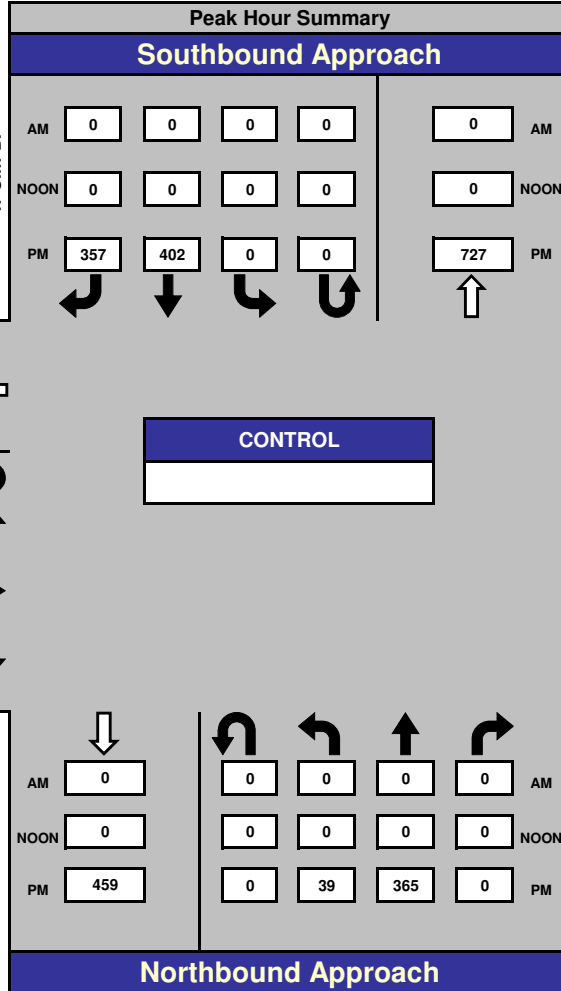 Peak Hour Summary
Southbound Approach
AM 0 0 0 0 0 AM
NOON 0 0 0 0 0 NOON
PM 357 402 0 0 727 PM
CONTROL
AM 0 0 0 0 0 AM
NOON 0 0 0 0 0 NOON
PM 459 0 39 365 0 PM
Northbound Approach